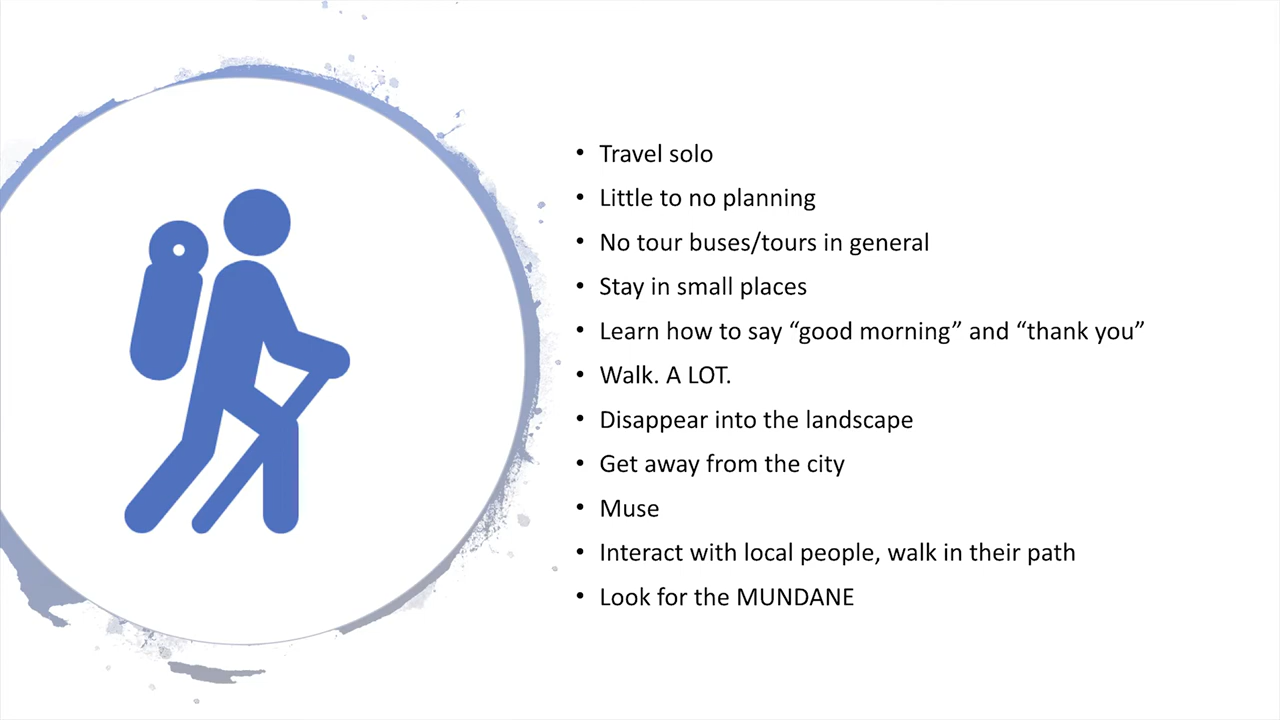 • Travel solo
• Little to no planning
• No tour buses/tours in general
• Stay in small places
• Learn how to say “good morning” and “thank you”
• Walk. A LOT.
• Disappear into the landscape
• Get away from the city
• Muse
• Interact with local people, walk in their path
• Look for the MUNDANE